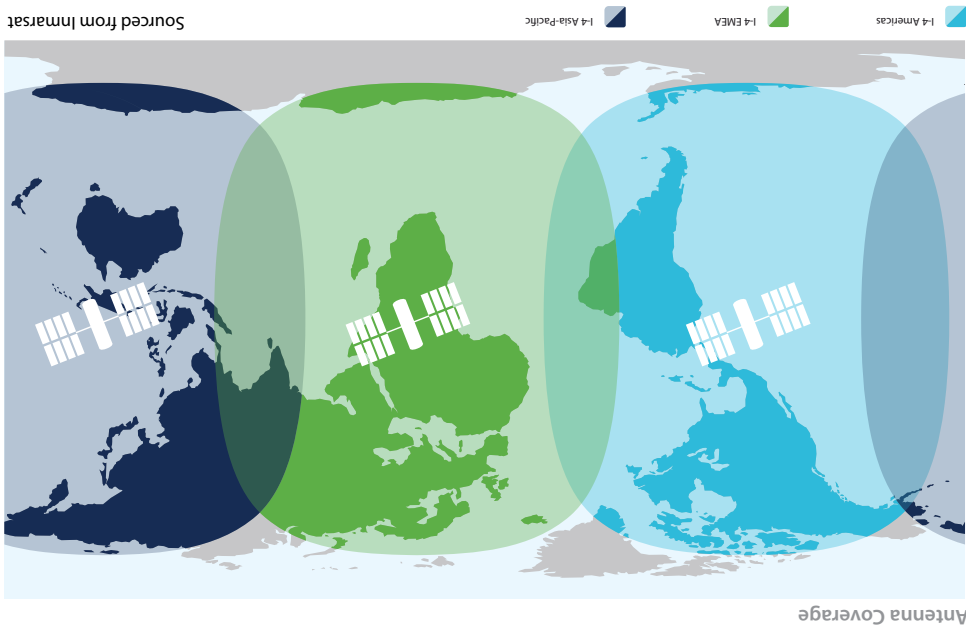 Antenna Coverage
I-4 Americas
I-4 EMEA
I-4 Asia-Pacific
Sourced from Inmarsat